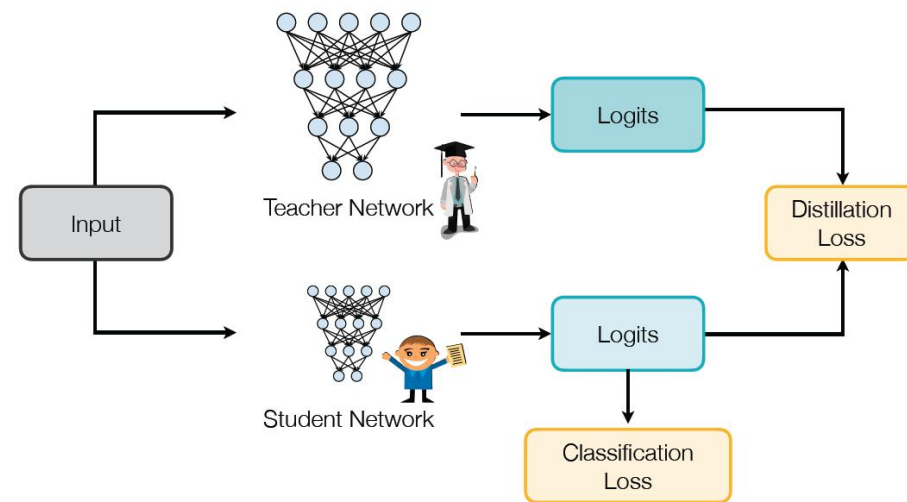 Input
Teacher Network
Logits
Distillation
Loss
Student Network
Logits
Classification
Loss